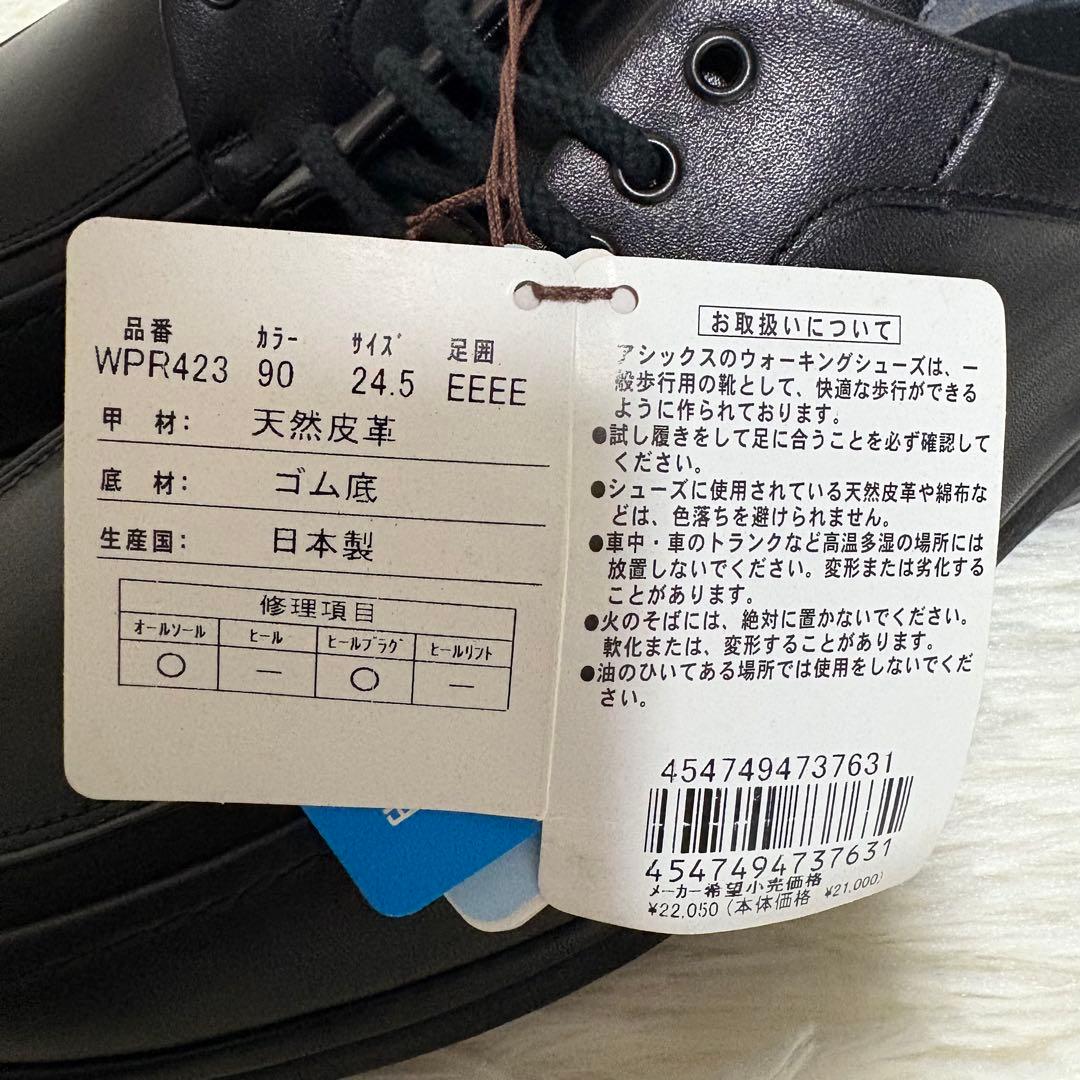 品番 カラー サイズ 足囲
WPR423 90 24.5 EEEE
甲 材: 天然皮革
底 材: ゴム底
生産国: 日本製
修理項目
オールソール ヒール ヒールプラグ ヒールリフト
○ － ○ －
お取扱いについて
アシックスのウォーキングシューズは、一
般歩行用の靴として、快適な歩行ができる
ように作られております。
●試し履きをして足に合うことを必ず確認して
ください。
●シューズに使用されている天然皮革や綿布な
どは、色落ちを避けられません。
●車中・車のトランクなど高温多湿の場所には
放置しないでください。変形または劣化する
ことがあります。
●火のそばには、絶対に置かないでください。
軟化または、変形することがあります。
●油のひいてある場所では使用をしないでくだ
さい。
4547494737631
4547494737631
メーカー希望小売価格
¥22,050（本体価格 ¥21,000）